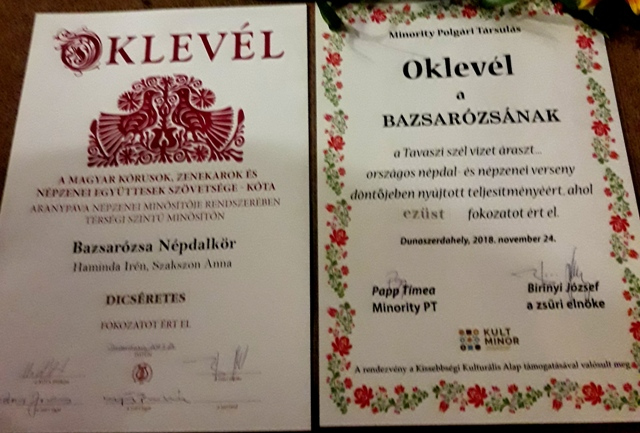 OKLEVÉL
A MAGYAR KÓRUSOK, ZENEKAROK ÉS
NÉPZENEI EGYÜTTESEK SZÖVETSÉGE - KÓTA
ARANYPÁVA NÉPZENEI MINŐSÍTŐJE RENDSZERÉBEN
TÉRSÉGI SZINTŰ MINŐSÍTŐN
Bazsarózsa Népdalkör
Haminda Irén, Szakszon Anna
DICSÉRETES
FOKOZATOT ÉRT EL
Minority Polgári Társulás
Oklevél
a
BAZSARÓZSÁNAK
a Tavaszi szél vizet áraszt...
országos népdal- és népzenei verseny
döntőjében nyújtott teljesítményéért, ahol
ezüst fokozatot ért el.
Dunaszerdahely, 2018. november 24.
Papp Tímea
Minority PT
Birinyi József
a zsűri elnöke
KULT
MINOR
A rendezvény a Kisebbségi Kulturális Alap támogatásával valósult meg.